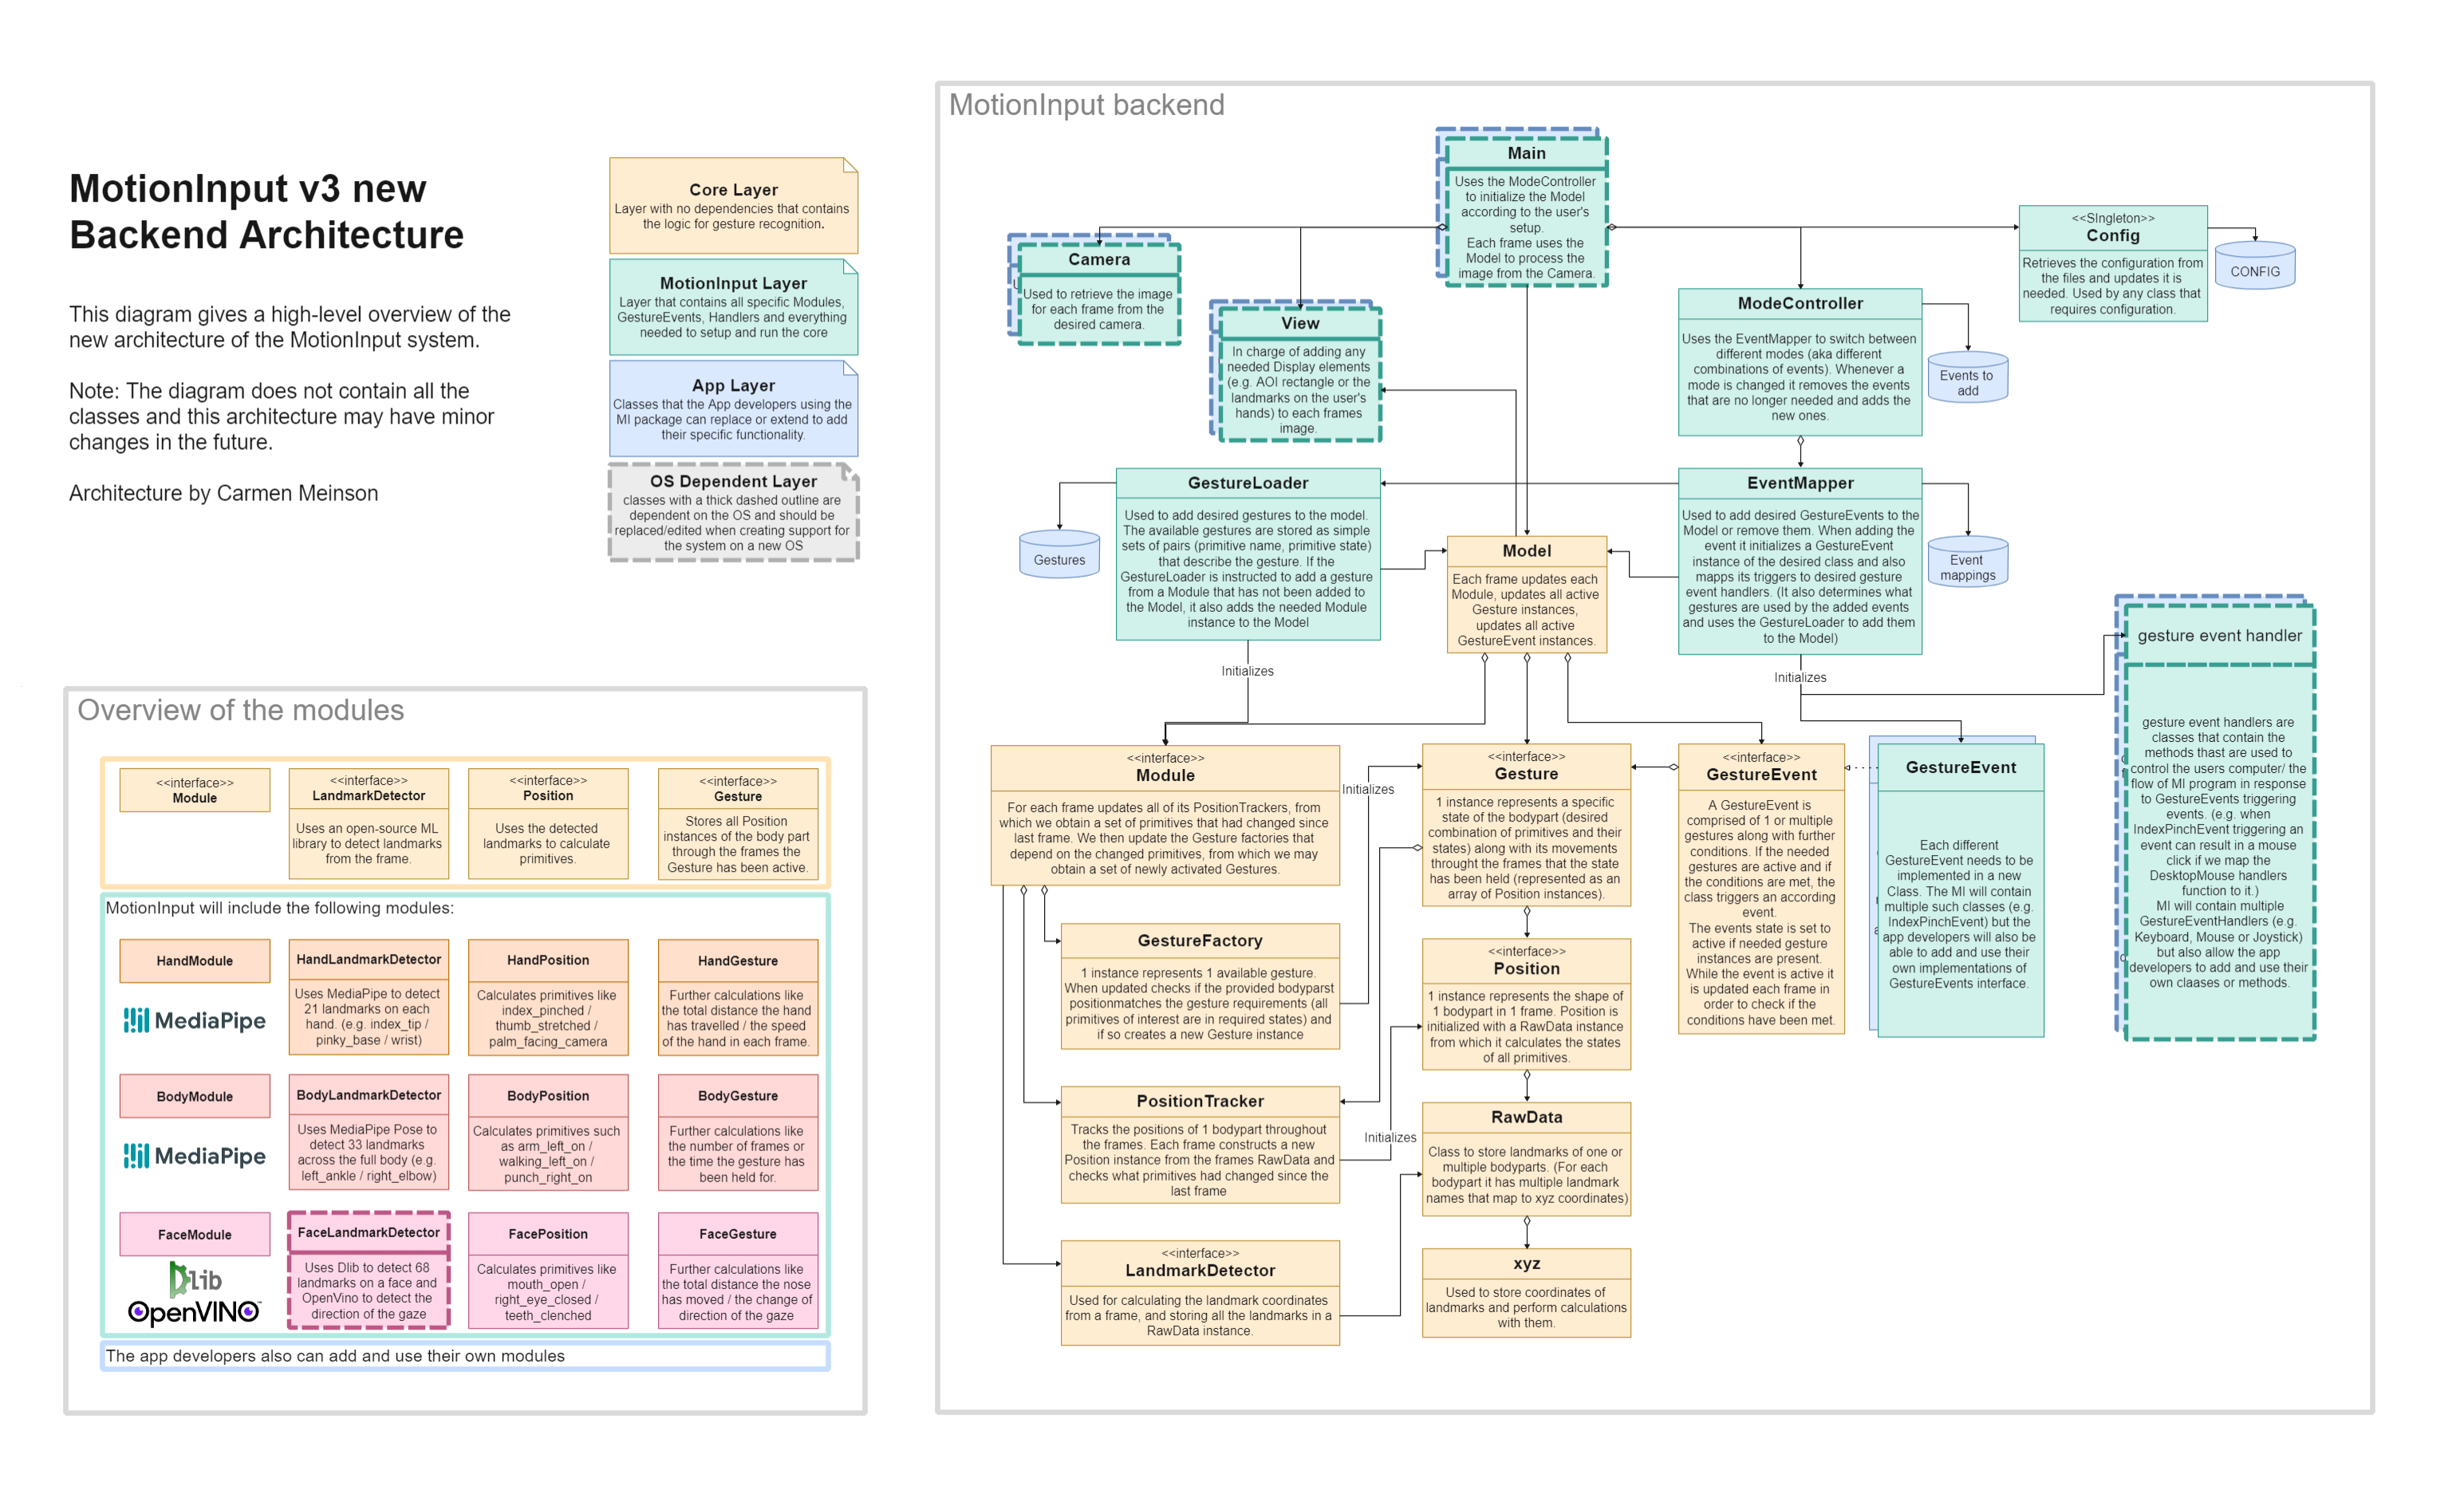 MotionInput v3 new
Backend Architecture
This diagram gives a high-level overview of the
new architecture of the MotionInput system.
Note: The diagram does not contain all the
classes and this architecture may have minor
changes in the future.
Architecture by Carmen Meinson
Core Layer
Layer with no dependencies that contains
the logic for gesture recognition.
MotionInput Layer
Layer that contains all specific Modules,
GestureEvents, Handlers and everything
needed to setup and run the core
App Layer
Classes that the App developers using the
MI package can replace or extend to add
their specific functionality.
OS Dependent Layer
classes with a thick dashed outline are
dependent on the OS and should be
replaced/edited when creating support for
the system on a new OS
Overview of the modules
<<interface>>
Module
<<interface>>
LandmarkDetector
Uses an open-source ML
library to detect landmarks
from the frame.
<<interface>>
Position
Uses the detected
landmarks to calculate
primitives.
<<interface>>
Gesture
Stores all Position
instances of the body part
through the frames the
Gesture has been active.
MotionInput will include the following modules:
HandModule
MediaPipe
HandLandmarkDetector
Uses MediaPipe to detect
21 landmarks on each
hand. (e.g. index_tip /
pinky_base / wrist)
HandPosition
Calculates primitives like
index_pinched /
thumb_stretched /
palm_facing_camera
HandGesture
Further calculations like
the total distance the hand
has travelled / the speed
of the hand in each frame.
BodyModule
MediaPipe
BodyLandmarkDetector
Uses MediaPipe Pose to
detect 33 landmarks
across the full body (e.g.
left_ankle / right_elbow)
BodyPosition
Calculates primitives such
as arm_left_on /
walking_left_on /
punch_right_on
BodyGesture
Further calculations like
the number of frames or
the time the gesture has
been held for.
FaceModule
Dlib
OpenVINO
FaceLandmarkDetector
Uses Dlib to detect 68
landmarks on a face and
OpenVino to detect the
direction of the gaze
FacePosition
Calculates primitives like
mouth_open /
right_eye_closed /
teeth_clenched
FaceGesture
Further calculations like
the total distance the nose
has moved / the change of
direction of the gaze
The app developers also can add and use their own modules
MotionInput backend
Main
Uses the ModeController
to initialize the Model
according to the user's
setup.
Each frame uses the
Model to process the
image from the Camera.
Camera
Used to retrieve the image
for each frame from the
desired camera.
View
In charge of adding any
needed Display elements
(e.g. AOI rectangle or the
landmarks on the user's
hands) to each frames
image.
<<SIngleton>>
Config
Retrieves the configuration from
the files and updates it is
needed. Used by any class that
requires configuration.
CONFIG
ModeController
Uses the EventMapper to switch between
different modes (aka different
combinations of events). Whenever a
mode is changed it removes the events
that are no longer needed and adds the
new ones.
Events to
add
GestureLoader
Used to add desired gestures to the model.
The available gestures are stored as simple
sets of pairs (primitive name, primitive state)
that describe the gesture. If the
GestureLoader is instructed to add a gesture
from a Module that has not been added to
the Model, it also adds the needed Module
instance to the Model
Gestures
Initializes
Model
Each frame updates each
Module, updates all active
Gesture instances,
updates all active
GestureEvent instances.
EventMapper
Used to add desired GestureEvents to the
Model or remove them. When adding the
event it initializes a GestureEvent
instance of the desired class and also
mapps its triggers to desired gesture
event handlers. (It also determines what
gestures are used by the added events
and uses the GestureLoader to add them
to the Model)
Event
mappings
Initializes
gesture event handler
gesture event handlers are
classes that contain the
methods thast are used to
control the users computer/ the
flow of MI program in response
to GestureEvents triggering
events. (e.g. when
IndexPinchEvent triggering an
event can result in a mouse
click if we map the
DesktopMouse handlers
function to it.)
MI will contain multiple
GestureEventHandlers (e.g.
Keyboard, Mouse or Joystick)
but also allow the app
developers to add and use their
own claases or methods.
<<interface>>
Module
For each frame updates all of its PositionTrackers, from
which we obtain a set of primitives that had changed since
last frame. We then update the Gesture factories that
depend on the changed primitives, from which we may
obtain a set of newly activated Gestures.
Initializes
<<interface>>
Gesture
1 instance represents a specific
state of the bodypart (desired
combination of primitives and their
states) along with its movements
throught the frames that the state
has been held (represented as an
array of Position instances).
<<interface>>
GestureEvent
A GestureEvent is
comprised of 1 or multiple
gestures along with further
conditions. If the needed
gestures are active and if
the conditions are met, the
class triggers an according
event.
The events state is set to
active if needed gesture
instances are present.
While the event is active it
is updated each frame in
order to check if the
conditions have been met.
GestureEvent
Each different
GestureEvent needs to be
implemented in a new
Class. The MI will contain
multiple such classes (e.g.
IndexPinchEvent) but the
app developers will also be
able to add and use their
own implementations of
GestureEvents interface.
GestureFactory
1 instance represents 1 available gesture.
When updated checks if the provided bodyparst
positionmatches the gesture requirements (all
primitives of interest are in required states) and
if so creates a new Gesture instance
<<interface>>
Position
1 instance represents the shape of
1 bodypart in 1 frame. Position is
initialized with a RawData instance
from which it calculates the states
of all primitives.
PositionTracker
Tracks the positions of 1 bodypart throughout
the frames. Each frame constructs a new
Position instance from the frames RawData and
checks what primitives had changed since the
last frame
Initializes
RawData
Class to store landmarks of one or
multiple bodyparts. (For each
bodypart it has multiple landmark
names that map to xyz coordinates)
<<interface>>
LandmarkDetector
Used for calculating the landmark coordinates
from a frame, and storing all the landmarks in a
RawData instance.
xyz
Used to store coordinates of
landmarks and perform calculations
with them.